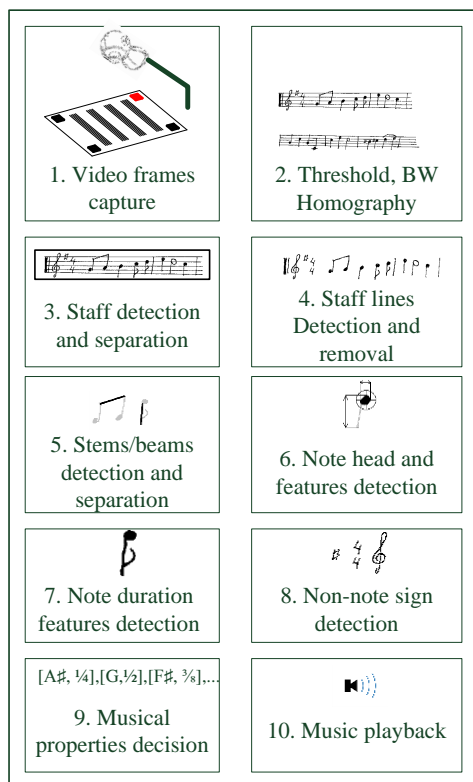 1. Video frames
capture
2. Threshold, BW
Homography
3. Staff detection
and separation
4. Staff lines
Detection and
removal
5. Stems/beams
detection and
separation
6. Note head and
features detection
7. Note duration
features detection
4
4
8. Non-note sign
detection
[A♯, ¼],[G,½],[F♯, ⅜],...
9. Musical
properties decision
10. Music playback